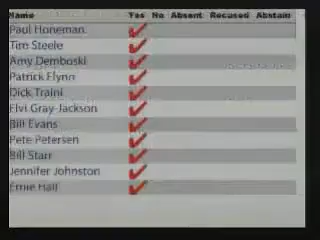 Name Yes No Absent Recused Abstain
Paul Honeman
Tim Steele
Amy Demboski
Patrick Flynn
Dick Traini
Elvi Gray-Jackson
Bill Evans
Pete Petersen
Bill Starr
Jennifer Johnston
Ernie Hall